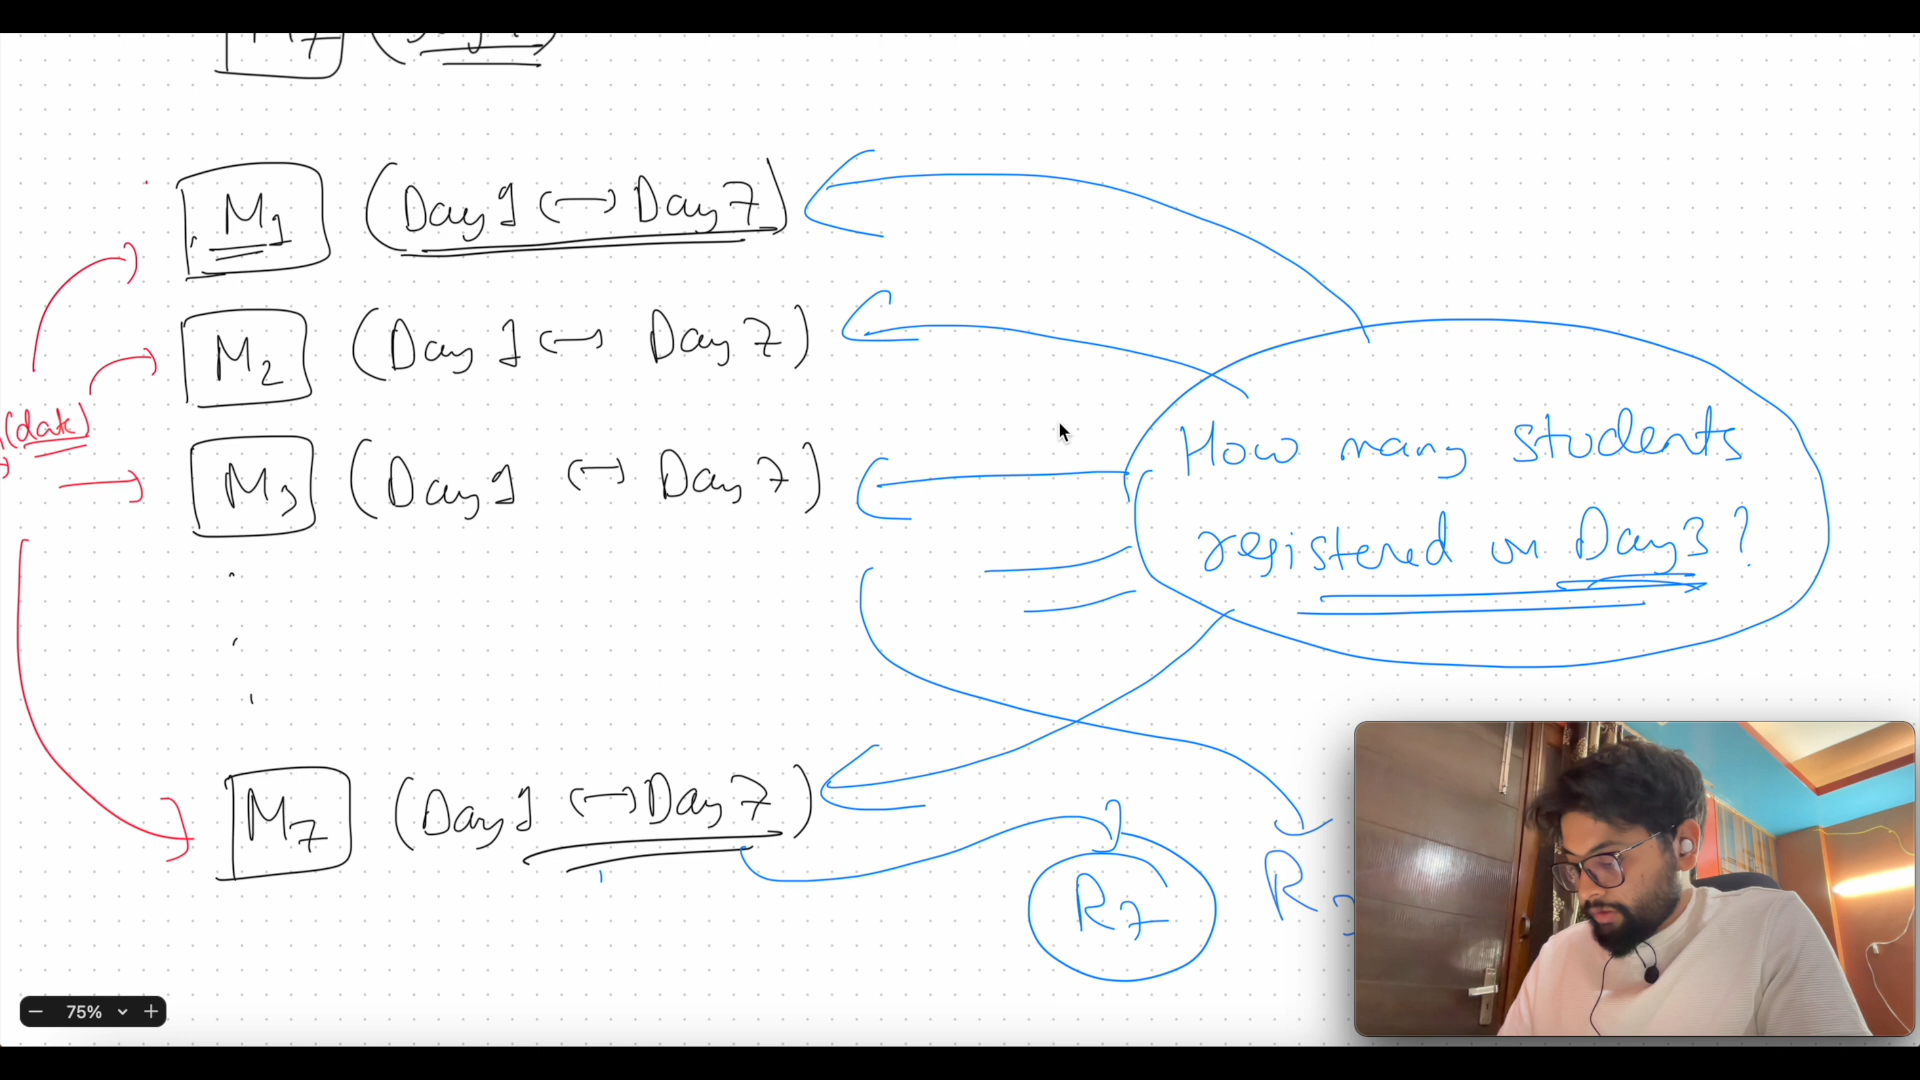 M1 (Day 1 ↔ Day 7)
M2 (Day 1 ↔ Day 7)
(date)
M3 (Day 1 ↔ Day 7)
How many students
registered on Day 3?
M7 (Day 1 ↔ Day 7)
R7
R
75%